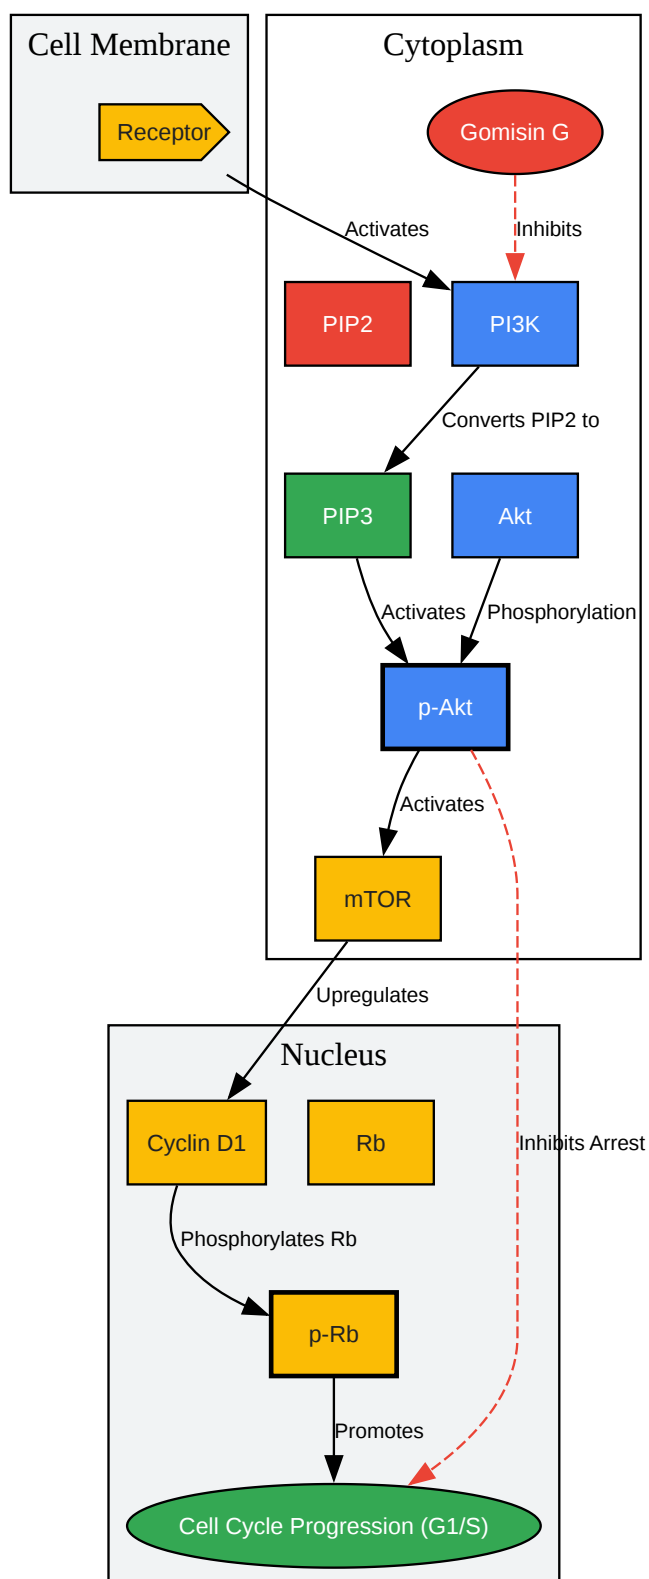 Cell Membrane
Cytoplasm
Receptor
Gomisin G
Activates
Inhibits
PIP2
PI3K
Converts PIP2 to
PIP3
Akt
Activates
Phosphorylation
p-Akt
Activates
mTOR
Upregulates
Nucleus
Cyclin D1
Rb
Inhibits Arrest
Phosphorylates Rb
p-Rb
Promotes
Cell Cycle Progression (G1/S)